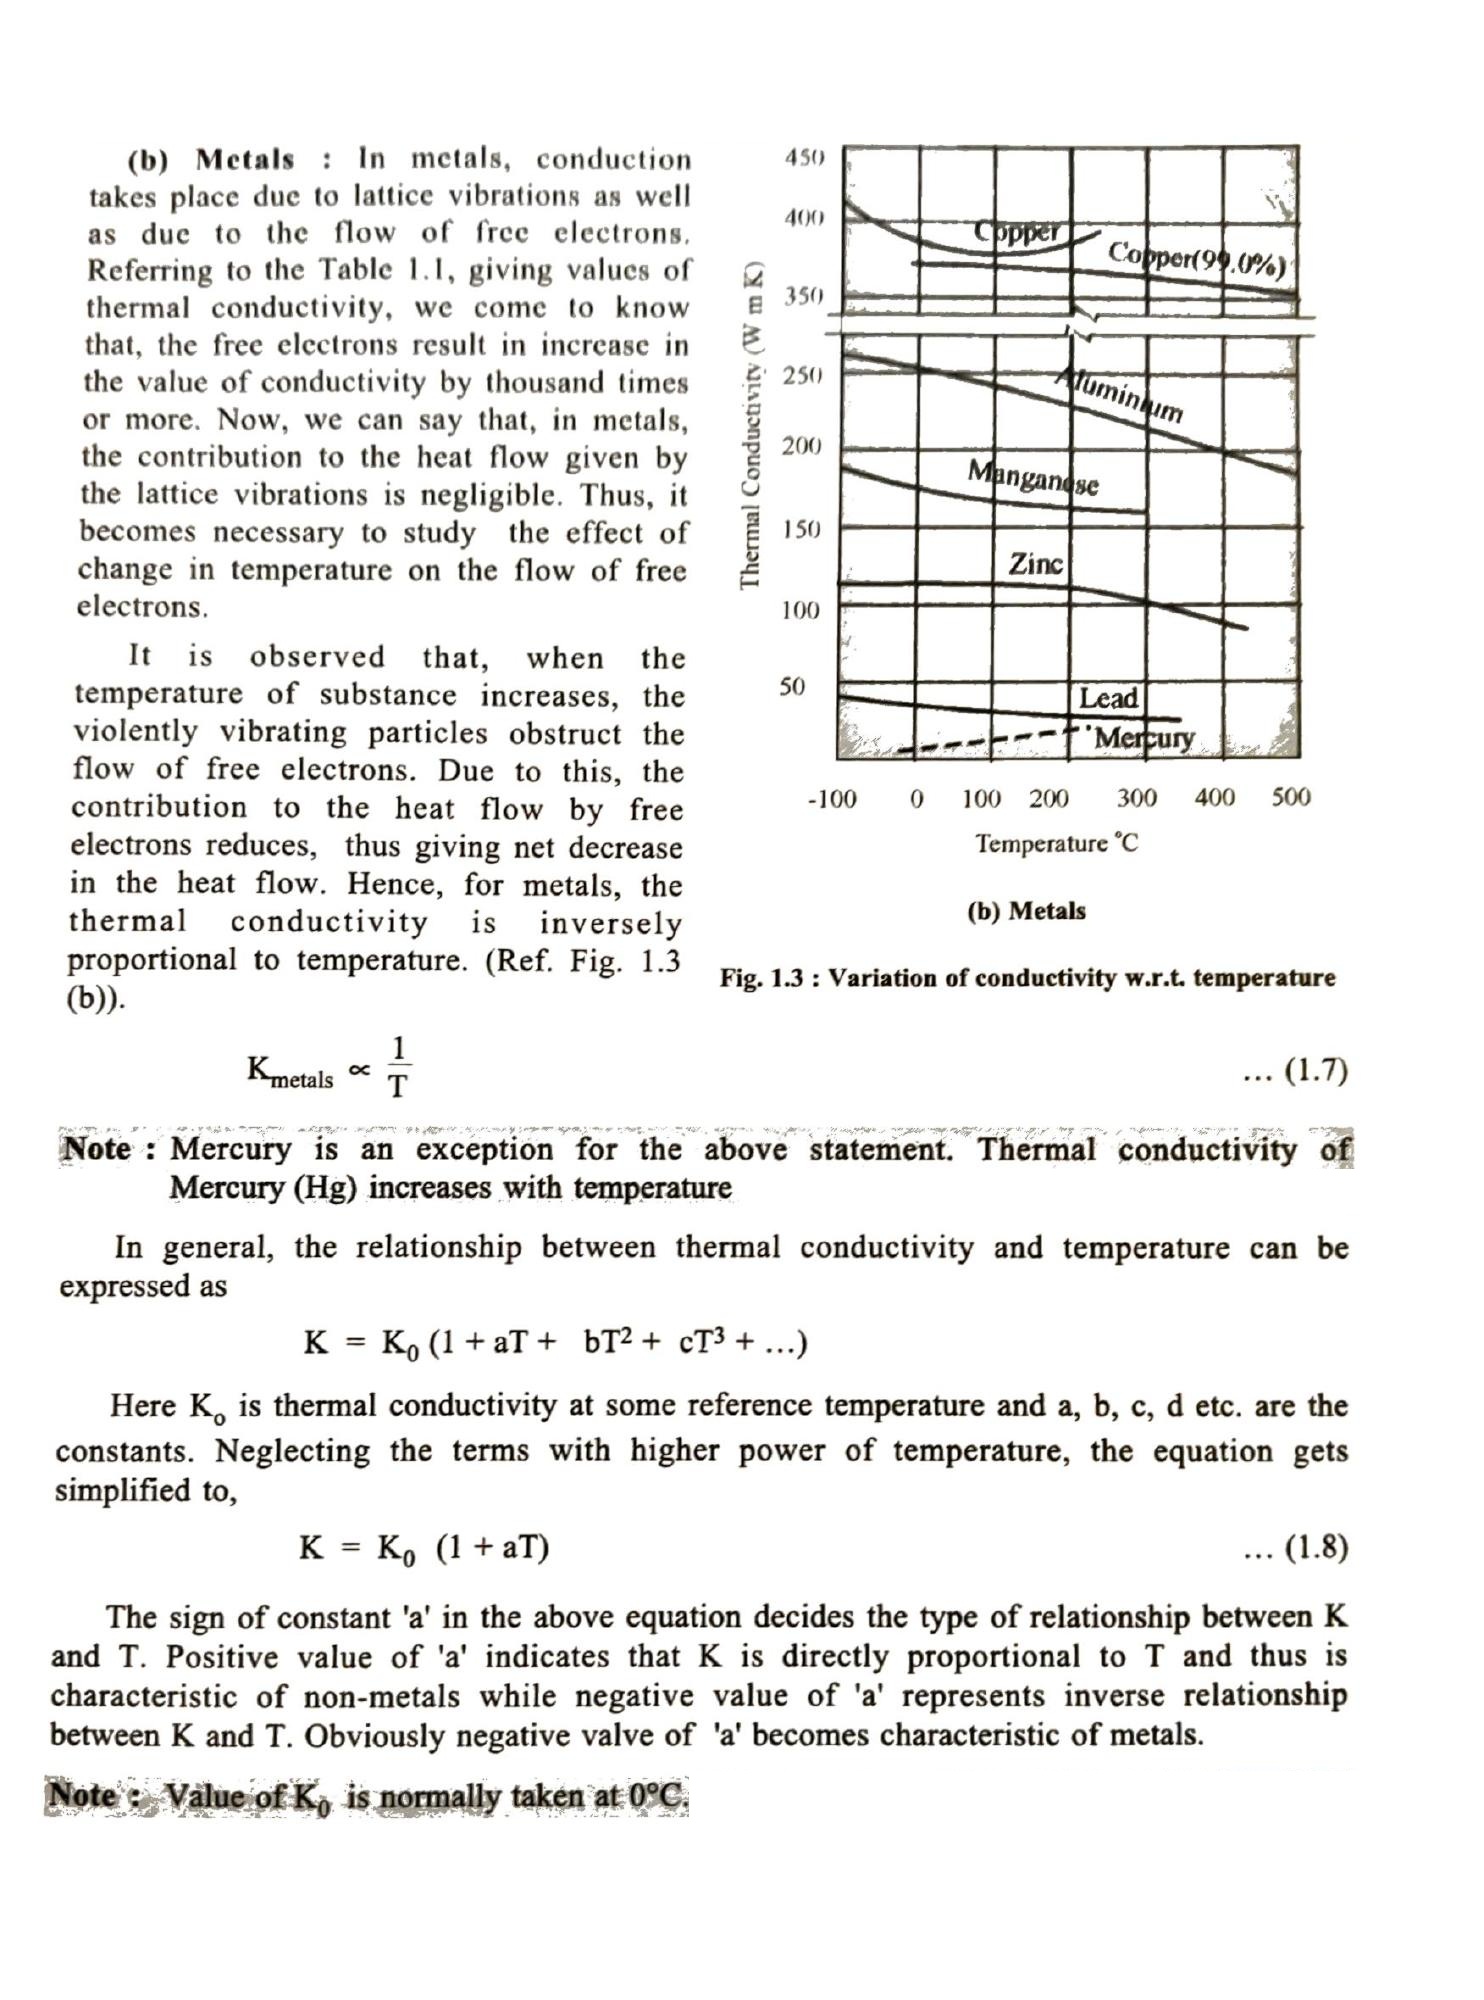 (b) Metals : In metals, conduction
takes place due to lattice vibrations as well
as due to the flow of free electrons.
Referring to the Table 1.1, giving values of
thermal conductivity, we come to know
that, the free electrons result in increase in
the value of conductivity by thousand times
or more. Now, we can say that, in metals,
the contribution to the heat flow given by
the lattice vibrations is negligible. Thus, it
becomes necessary to study the effect of
change in temperature on the flow of free
electrons.
It is observed that, when the
temperature of substance increases, the
violently vibrating particles obstruct the
flow of free electrons. Due to this, the
contribution to the heat flow by free
electrons reduces, thus giving net decrease
in the heat flow. Hence, for metals, the
thermal conductivity is inversely
proportional to temperature. (Ref. Fig. 1.3
(b)).
Thermal Conductivity (W m K)
450
400
350
250
200
150
100
50
Copper
Copper(99.0%)
Aluminium
Manganese
Zinc
Lead
Mercury
-100 0 100 200 300 400 500
Temperature °C
(b) Metals
Fig. 1.3 : Variation of conductivity w.r.t. temperature
K_metals ∝ 1/T ... (1.7)
Note : Mercury is an exception for the above statement. Thermal conductivity of
Mercury (Hg) increases with temperature
In general, the relationship between thermal conductivity and temperature can be
expressed as
K = K₀ (1 + aT + bT² + cT³ + ...)
Here Kₒ is thermal conductivity at some reference temperature and a, b, c, d etc. are the
constants. Neglecting the terms with higher power of temperature, the equation gets
simplified to,
K = K₀ (1 + aT) ... (1.8)
The sign of constant 'a' in the above equation decides the type of relationship between K
and T. Positive value of 'a' indicates that K is directly proportional to T and thus is
characteristic of non-metals while negative value of 'a' represents inverse relationship
between K and T. Obviously negative valve of 'a' becomes characteristic of metals.
Note : Value of K₀ is normally taken at 0°C.